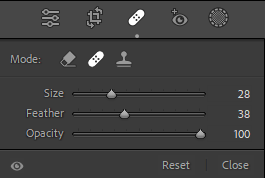 Mode:
Size 28
Feather 38
Opacity 100
Reset Close